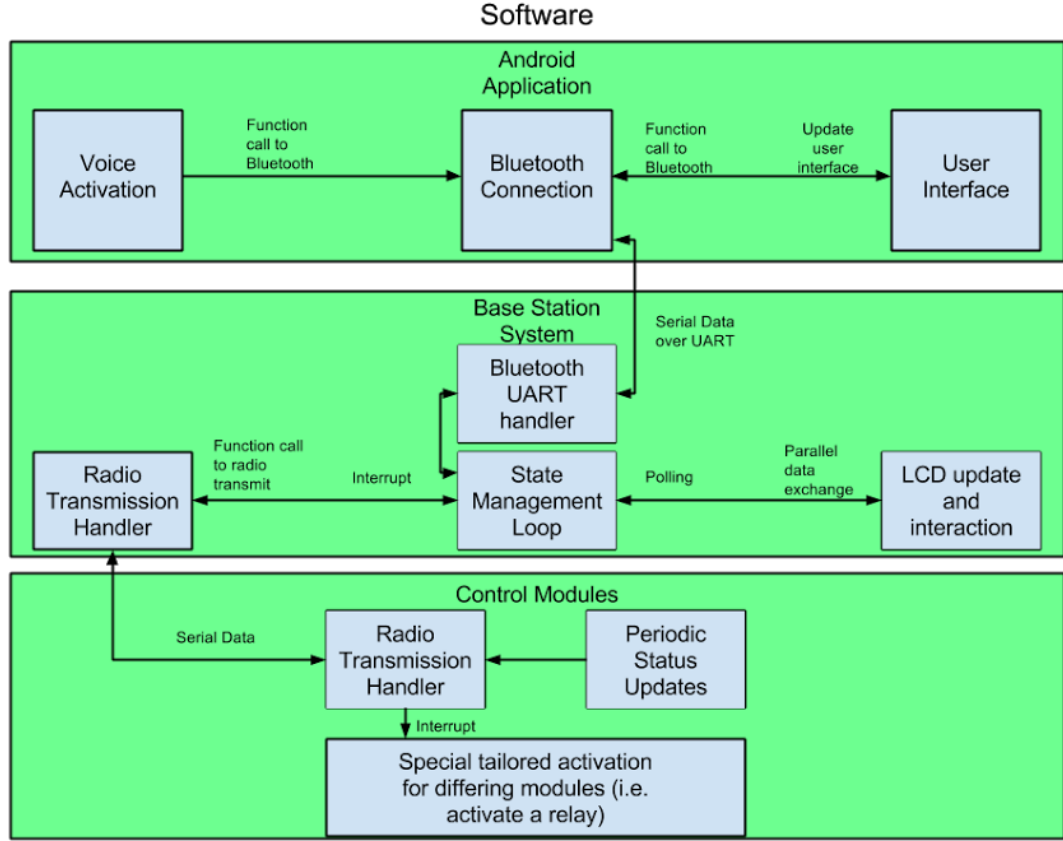 Software
Android
Application
Voice
Activation
Function
call to
Bluetooth
Bluetooth
Connection
Function
call to
Bluetooth
Update
user
interface
User
Interface
Serial Data
over UART
Base Station
System
Bluetooth
UART
handler
Radio
Transmission
Handler
Function call
to radio
transmit
Interrupt
State
Management
Loop
Polling
Parallel
data
exchange
LCD update
and
interaction
Control Modules
Serial Data
Radio
Transmission
Handler
Periodic
Status
Updates
Interrupt
Special tailored activation
for differing modules (i.e.
activate a relay)